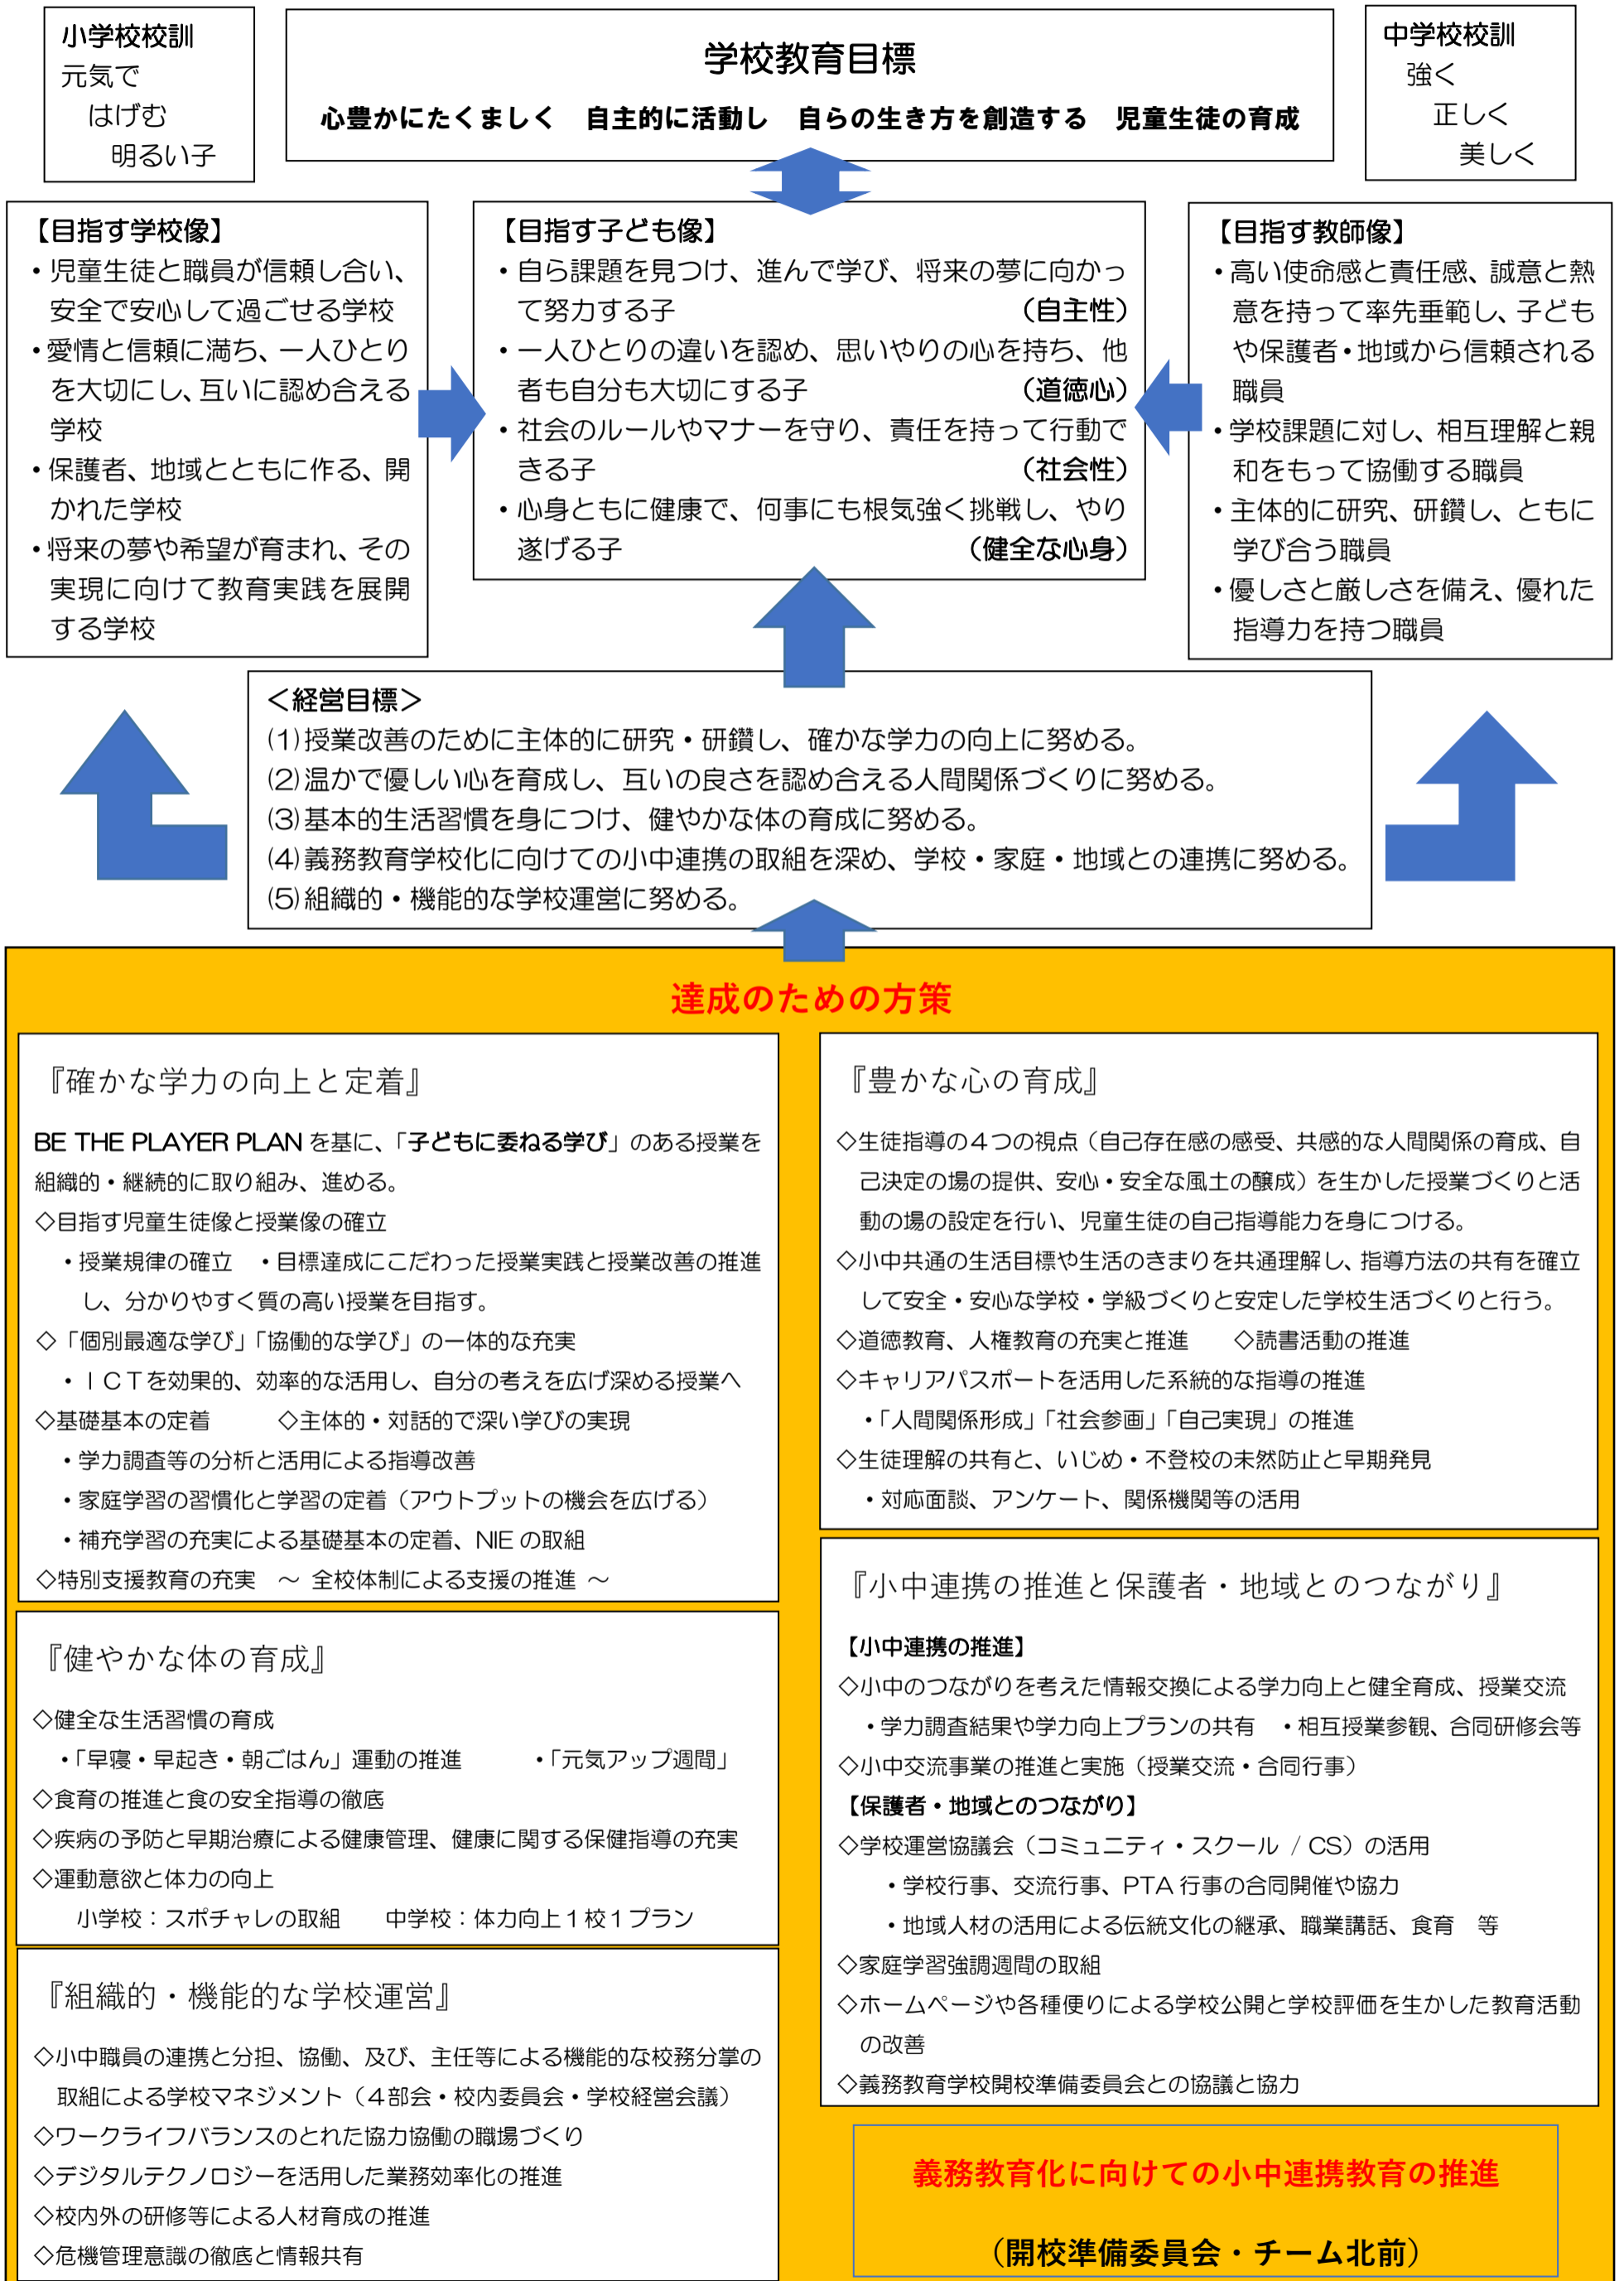 小学校校訓
元気で
はげむ
明るい子
学校教育目標
心豊かにたくましく　自主的に活動し　自らの生き方を創造する　児童生徒の育成
中学校校訓
強く
正しく
美しく
【目指す学校像】
・児童生徒と職員が信頼し合い、
安全で安心して過ごせる学校
・愛情と信頼に満ち、一人ひとり
を大切にし、互いに認め合える
学校
・保護者、地域とともに作る、開
かれた学校
・将来の夢や希望が育まれ、その
実現に向けて教育実践を展開
する学校
【目指す子ども像】
・自ら課題を見つけ、進んで学び、将来の夢に向かっ
て努力する子　（自主性）
・一人ひとりの違いを認め、思いやりの心を持ち、他
者も自分も大切にする子　（道徳心）
・社会のルールやマナーを守り、責任を持って行動で
きる子　（社会性）
・心身ともに健康で、何事にも根気強く挑戦し、やり
遂げる子　（健全な心身）
【目指す教師像】
・高い使命感と責任感、誠意と熱
意を持って率先垂範し、子ども
や保護者・地域から信頼される
職員
・学校課題に対し、相互理解と親
和をもって協働する職員
・主体的に研究、研鑽し、ともに
学び合う職員
・優しさと厳しさを備え、優れた
指導力を持つ職員
＜経営目標＞
(1)授業改善のために主体的に研究・研鑽し、確かな学力の向上に努める。
(2)温かで優しい心を育成し、互いの良さを認め合える人間関係づくりに努める。
(3)基本的生活習慣を身につけ、健やかな体の育成に努める。
(4)義務教育学校化に向けての小中連携の取組を深め、学校・家庭・地域との連携に努める。
(5)組織的・機能的な学校運営に努める。
達成のための方策
『確かな学力の向上と定着』
BE THE PLAYER PLAN を基に、「子どもに委ねる学び」のある授業を
組織的・継続的に取り組み、進める。
◇目指す児童生徒像と授業像の確立
・授業規律の確立　・目標達成にこだわった授業実践と授業改善の推進
し、分かりやすく質の高い授業を目指す。
◇「個別最適な学び」「協働的な学び」の一体的な充実
・ＩＣＴを効果的、効率的な活用し、自分の考えを広げ深める授業へ
◇基礎基本の定着　　　◇主体的・対話的で深い学びの実現
・学力調査等の分析と活用による指導改善
・家庭学習の習慣化と学習の定着（アウトプットの機会を広げる）
・補充学習の充実による基礎基本の定着、NIE の取組
◇特別支援教育の充実　～ 全校体制による支援の推進 ～
『健やかな体の育成』
◇健全な生活習慣の育成
・「早寝・早起き・朝ごはん」運動の推進　　　・「元気アップ週間」
◇食育の推進と食の安全指導の徹底
◇疾病の予防と早期治療による健康管理、健康に関する保健指導の充実
◇運動意欲と体力の向上
小学校：スポチャレの取組　　中学校：体力向上１校１プラン
『組織的・機能的な学校運営』
◇小中職員の連携と分担、協働、及び、主任等による機能的な校務分掌の
取組による学校マネジメント（４部会・校内委員会・学校経営会議）
◇ワークライフバランスのとれた協力協働の職場づくり
◇デジタルテクノロジーを活用した業務効率化の推進
◇校内外の研修等による人材育成の推進
◇危機管理意識の徹底と情報共有
『豊かな心の育成』
◇生徒指導の４つの視点（自己存在感の感受、共感的な人間関係の育成、自
己決定の場の提供、安心・安全な風土の醸成）を生かした授業づくりと活
動の場の設定を行い、児童生徒の自己指導能力を身につける。
◇小中共通の生活目標や生活のきまりを共通理解し、指導方法の共有を確立
して安全・安心な学校・学級づくりと安定した学校生活づくりと行う。
◇道徳教育、人権教育の充実と推進　　◇読書活動の推進
◇キャリアパスポートを活用した系統的な指導の推進
・「人間関係形成」「社会参画」「自己実現」の推進
◇生徒理解の共有と、いじめ・不登校の未然防止と早期発見
・対応面談、アンケート、関係機関等の活用
『小中連携の推進と保護者・地域とのつながり』
【小中連携の推進】
◇小中のつながりを考えた情報交換による学力向上と健全育成、授業交流
・学力調査結果や学力向上プランの共有　・相互授業参観、合同研修会等
◇小中交流事業の推進と実施（授業交流・合同行事）
【保護者・地域とのつながり】
◇学校運営協議会（コミュニティ・スクール / CS）の活用
・学校行事、交流行事、PTA 行事の合同開催や協力
・地域人材の活用による伝統文化の継承、職業講話、食育　等
◇家庭学習強調週間の取組
◇ホームページや各種便りによる学校公開と学校評価を生かした教育活動
の改善
◇義務教育学校開校準備委員会との協議と協力
義務教育化に向けての小中連携教育の推進
（開校準備委員会・チーム北前）